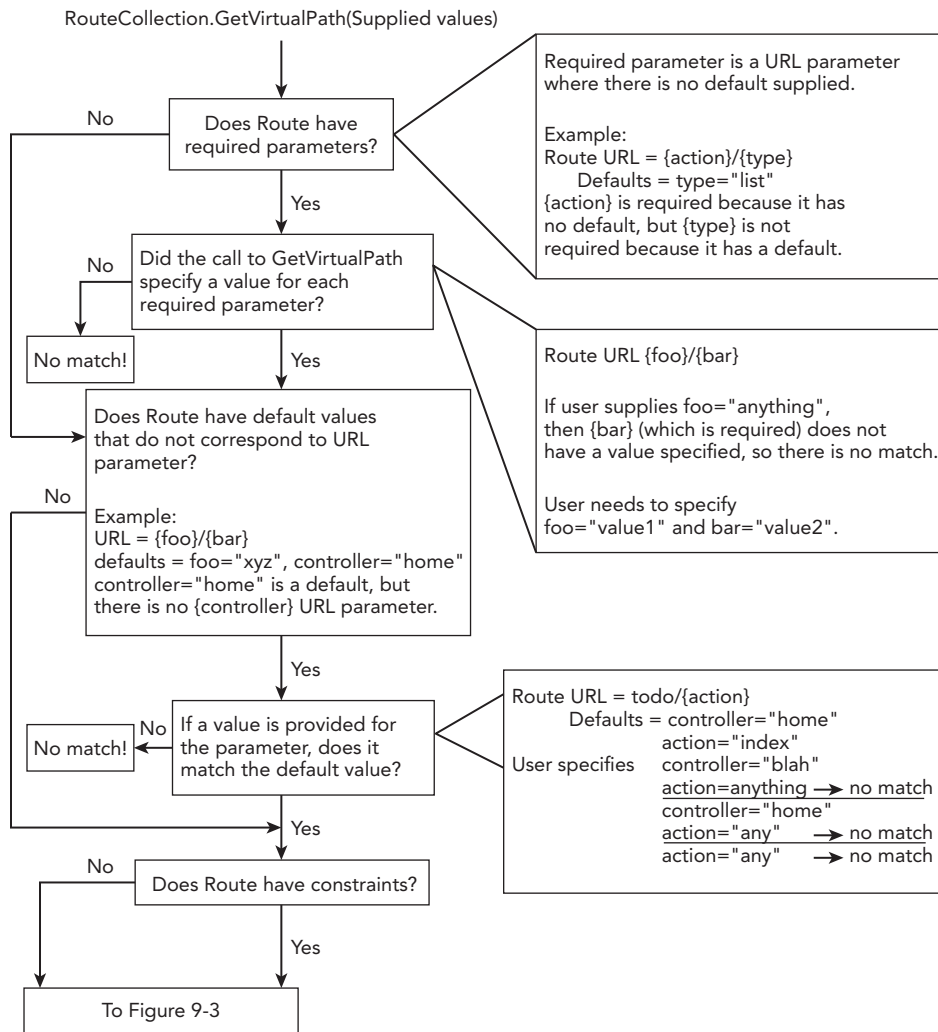 RouteCollection.GetVirtualPath(Supplied values)
No
Does Route have
required parameters?
Required parameter is a URL parameter
where there is no default supplied.
Example:
Route URL = {action}/{type}
Defaults = type="list"
{action} is required because it has
no default, but {type} is not
required because it has a default.
Yes
No
Did the call to GetVirtualPath
specify a value for each
required parameter?
No match!
Yes
Route URL {foo}/{bar}
If user supplies foo="anything",
then {bar} (which is required) does not
have a value specified, so there is no match.
User needs to specify
foo="value1" and bar="value2".
Does Route have default values
that do not correspond to URL
parameter?
No
Example:
URL = {foo}/{bar}
defaults = foo="xyz", controller="home"
controller="home" is a default, but
there is no {controller} URL parameter.
Yes
No match!
No
If a value is provided for
the parameter, does it
match the default value?
Route URL = todo/{action}
Defaults = controller="home"
action="index"
User specifies controller="blah"
action=anything → no match
controller="home"
action="any" → no match
action="any" → no match
Yes
No
Does Route have constraints?
Yes
To Figure 9-3